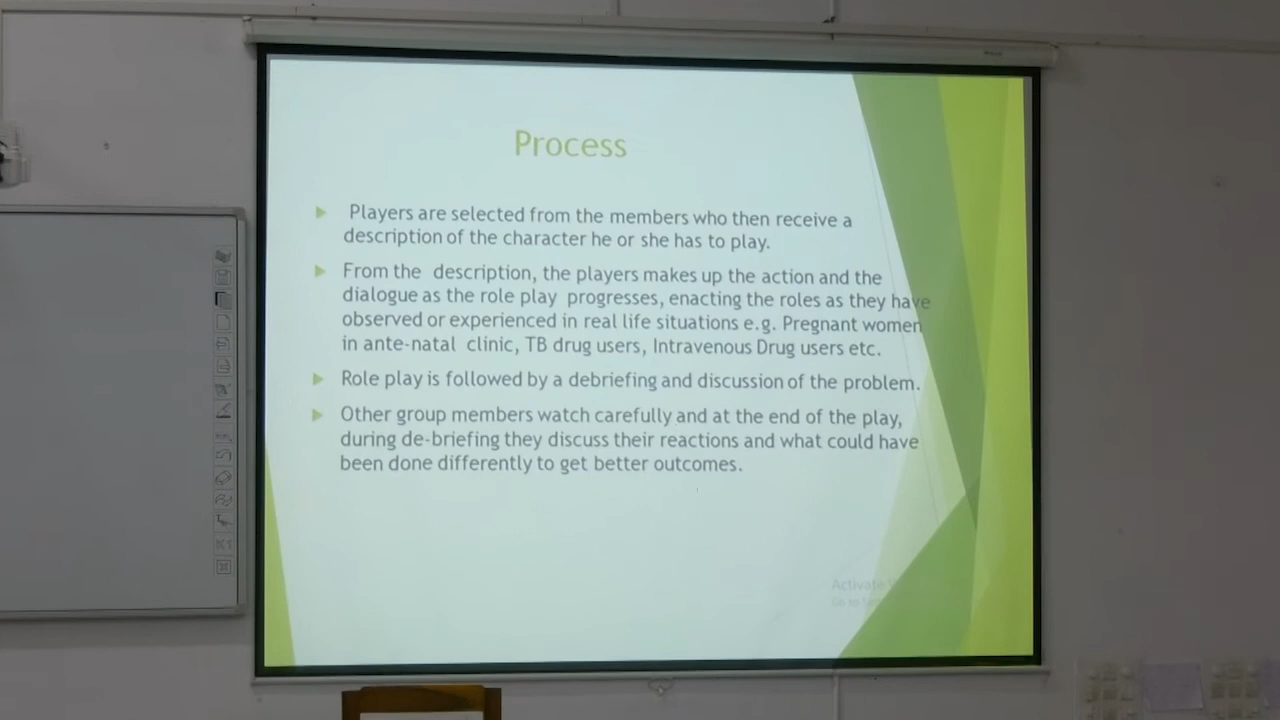 Process
Players are selected from the members who then receive a
description of the character he or she has to play.
From the description, the players makes up the action and the
dialogue as the role play progresses, enacting the roles as they have
observed or experienced in real life situations e.g. Pregnant women
in ante-natal clinic, TB drug users, Intravenous Drug users etc.
Role play is followed by a debriefing and discussion of the problem.
Other group members watch carefully and at the end of the play,
during de-briefing they discuss their reactions and what could have
been done differently to get better outcomes.
Activate
Go to